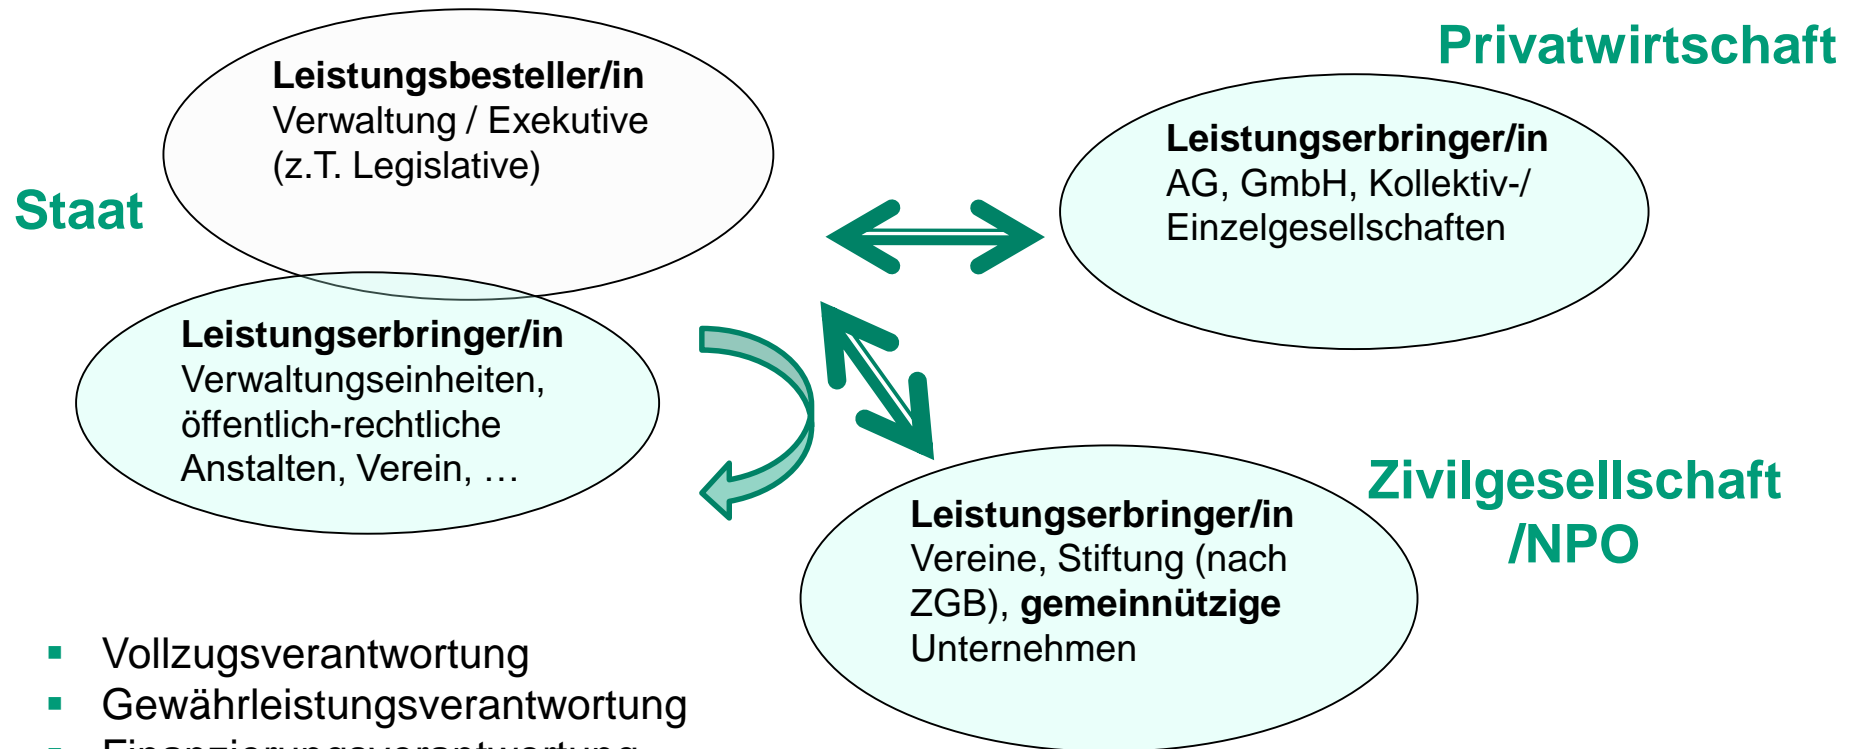 Staat
Leistungsbesteller/in
Verwaltung / Exekutive
(z.T. Legislative)
Leistungserbringer/in
Verwaltungseinheiten,
öffentlich-rechtliche
Anstalten, Verein, …
Privatwirtschaft
Leistungserbringer/in
AG, GmbH, Kollektiv-/
Einzelgesellschaften
Zivilgesellschaft
/NPO
Leistungserbringer/in
Vereine, Stiftung (nach
ZGB), gemeinnützige
Unternehmen
▪ Vollzugsverantwortung
▪ Gewährleistungsverantwortung
▪ Finanzierungsverantwortung